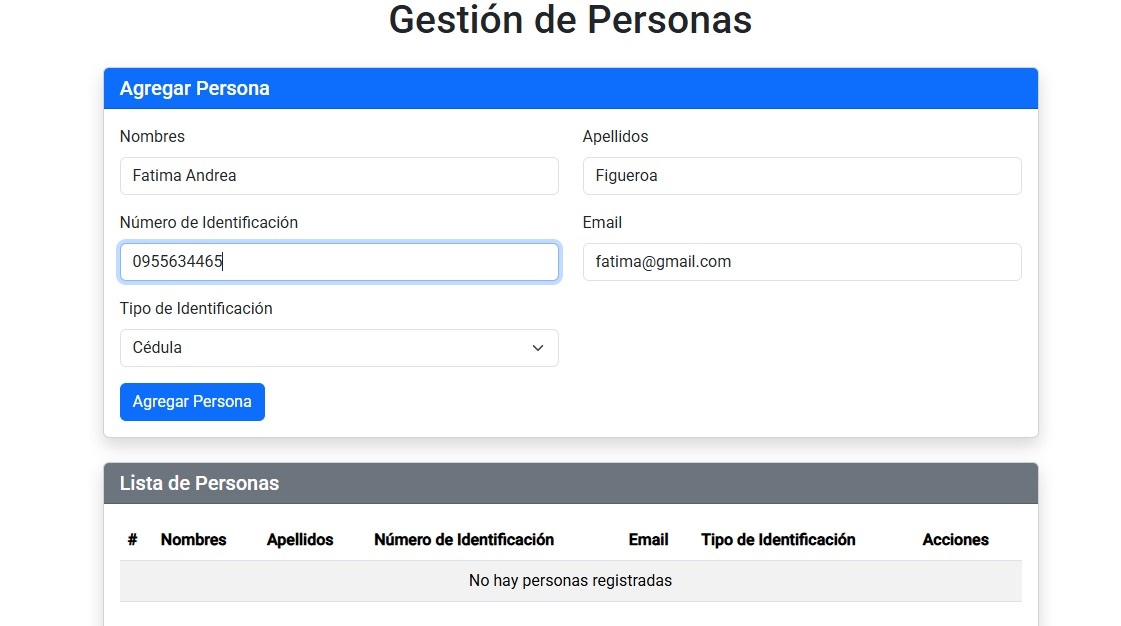 Gestión de Personas
Agregar Persona
Nombres Apellidos
Fatima Andrea Figueroa
Número de Identificación Email
0955634465 fatima@gmail.com
Tipo de Identificación
Cédula
Agregar Persona
Lista de Personas
# Nombres Apellidos Número de Identificación Email Tipo de Identificación Acciones
No hay personas registradas